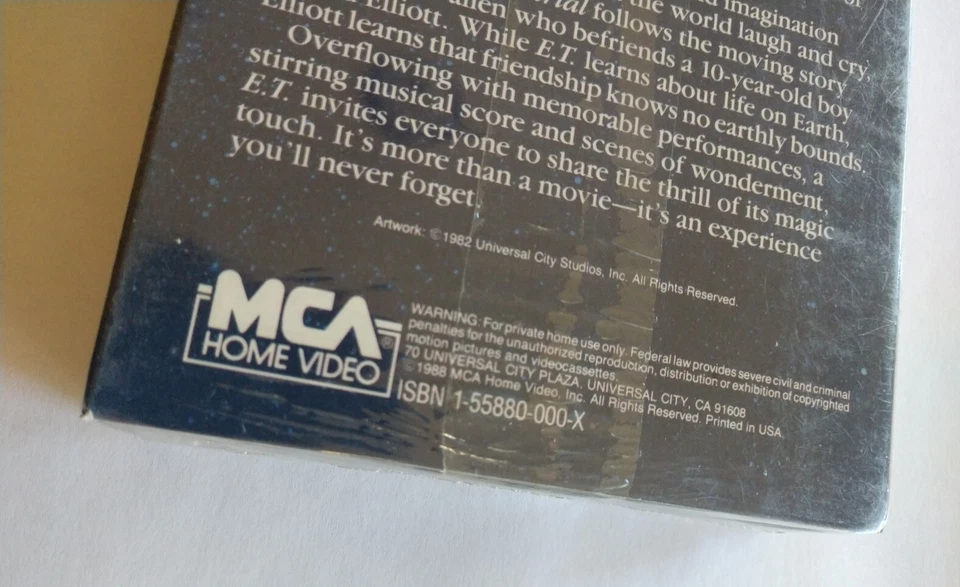 imagination
the world laugh and cry,
alien who befriends a 10-year-old boy
follows the moving story
Elliott. While E.T. learns about life on Earth,
Elliott learns that friendship knows no earthly bounds.
Overflowing with memorable performances, a
stirring musical score and scenes of wonderment,
E.T. invites everyone to share the thrill of its magic
touch. It's more than a movie—it's an experience
you'll never forget
Artwork: ©1982 Universal City Studios, Inc. All Rights Reserved.
MCA
HOME VIDEO®
WARNING: For private home use only. Federal law provides severe civil and criminal
penalties for the unauthorized reproduction, distribution or exhibition of copyrighted
motion pictures and videocassettes.
70 UNIVERSAL CITY PLAZA, UNIVERSAL CITY, CA 91608
©1988 MCA Home Video, Inc. All Rights Reserved. Printed in USA.
ISBN 1-55880-000-X